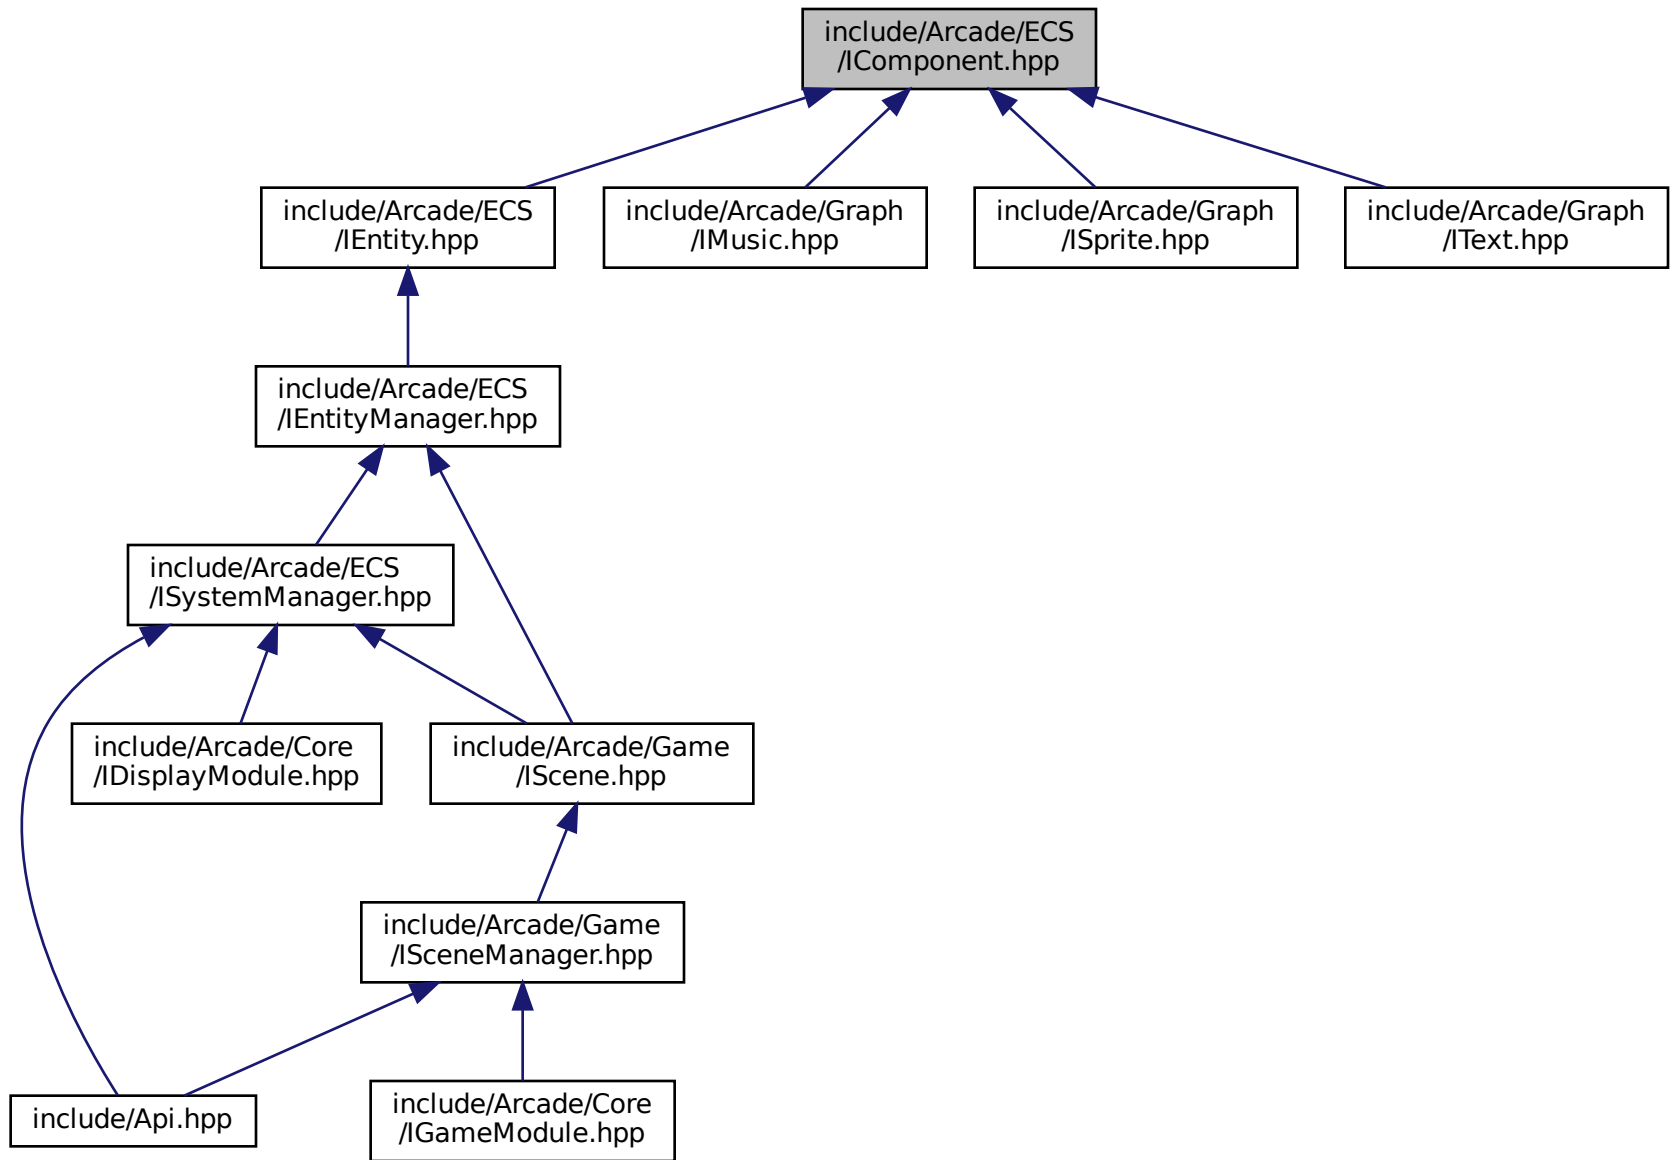 include/Arcade/ECS
/IComponent.hpp
include/Arcade/ECS
/IEntity.hpp
include/Arcade/Graph
/IMusic.hpp
include/Arcade/Graph
/ISprite.hpp
include/Arcade/Graph
/IText.hpp
include/Arcade/ECS
/IEntityManager.hpp
include/Arcade/ECS
/ISystemManager.hpp
include/Arcade/Core
/IDisplayModule.hpp
include/Arcade/Game
/IScene.hpp
include/Arcade/Game
/ISceneManager.hpp
include/Api.hpp
include/Arcade/Core
/IGameModule.hpp